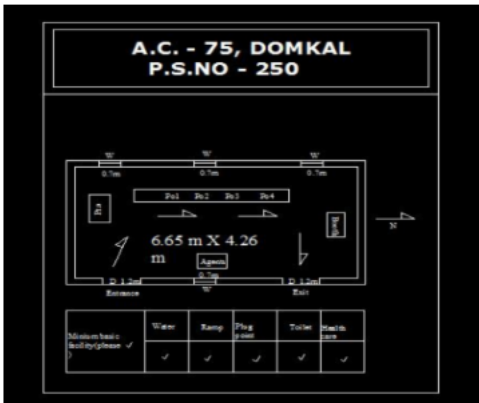 A.C. - 75, DOMKAL
P.S.NO - 250
W W W
0.7m 0.7m 0.7m
Po1 Po2 Po3 Po4
N
6.65 m X 4.26
m
Agents
0.7m
D 1.2m W D 1.2m
Entrance Exit
Water Ramp Plug point Toilet Health care
Minium basic
facility(please ✓
)
✓ ✓ ✓ ✓ ✓